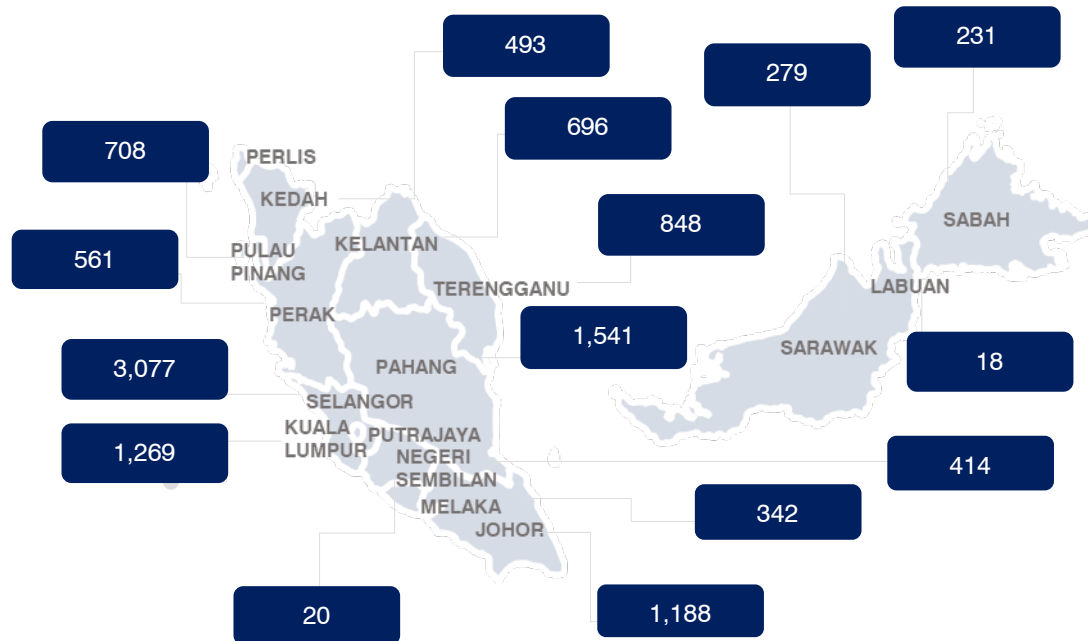 493
231
279
696
708
PERLIS
KEDAH
848
SABAH
561
PULAU
PINANG
KELANTAN
TERENGGANU
LABUAN
PERAK
1,541
SARAWAK
18
3,077
PAHANG
SELANGOR
1,269
KUALA
LUMPUR
PUTRAJAYA
NEGERI
SEMBILAN
414
MELAKA
342
JOHOR
20
1,188